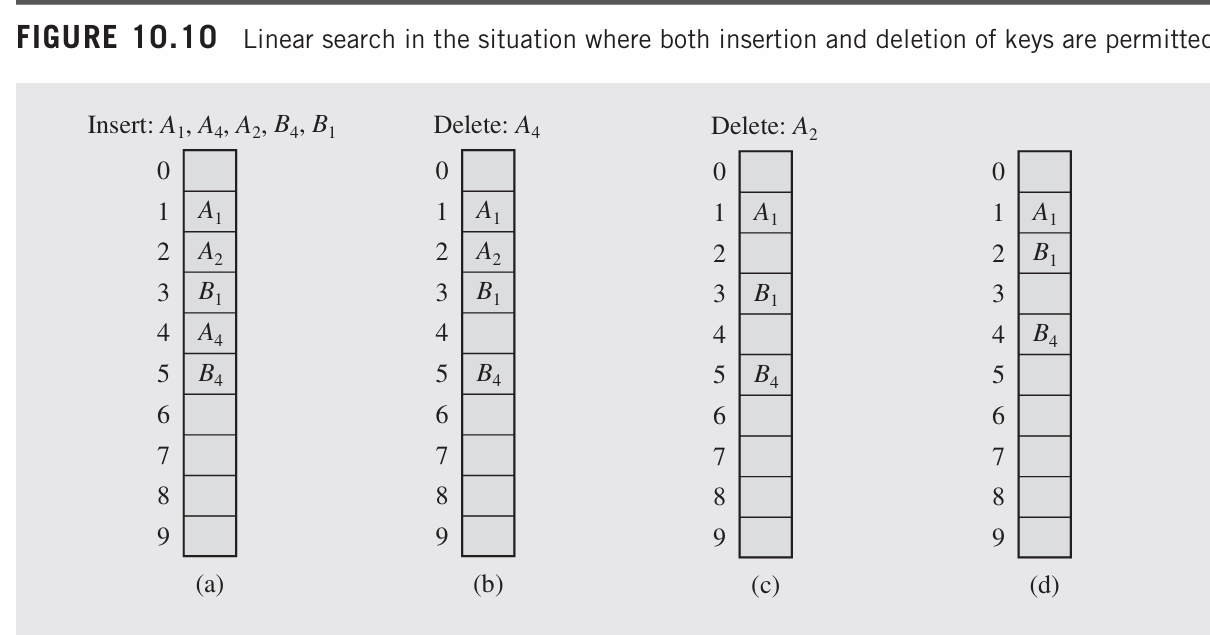 FIGURE 10.10 Linear search in the situation where both insertion and deletion of keys are permitted
Insert: A₁, A₄, A₂, B₄, B₁
0
1 A₁
2 A₂
3 B₁
4 A₄
5 B₄
6
7
8
9
(a)
Delete: A₄
0
1 A₁
2 A₂
3 B₁
4
5 B₄
6
7
8
9
(b)
Delete: A₂
0
1 A₁
2
3 B₁
4
5 B₄
6
7
8
9
(c)
0
1 A₁
2 B₁
3
4 B₄
5
6
7
8
9
(d)